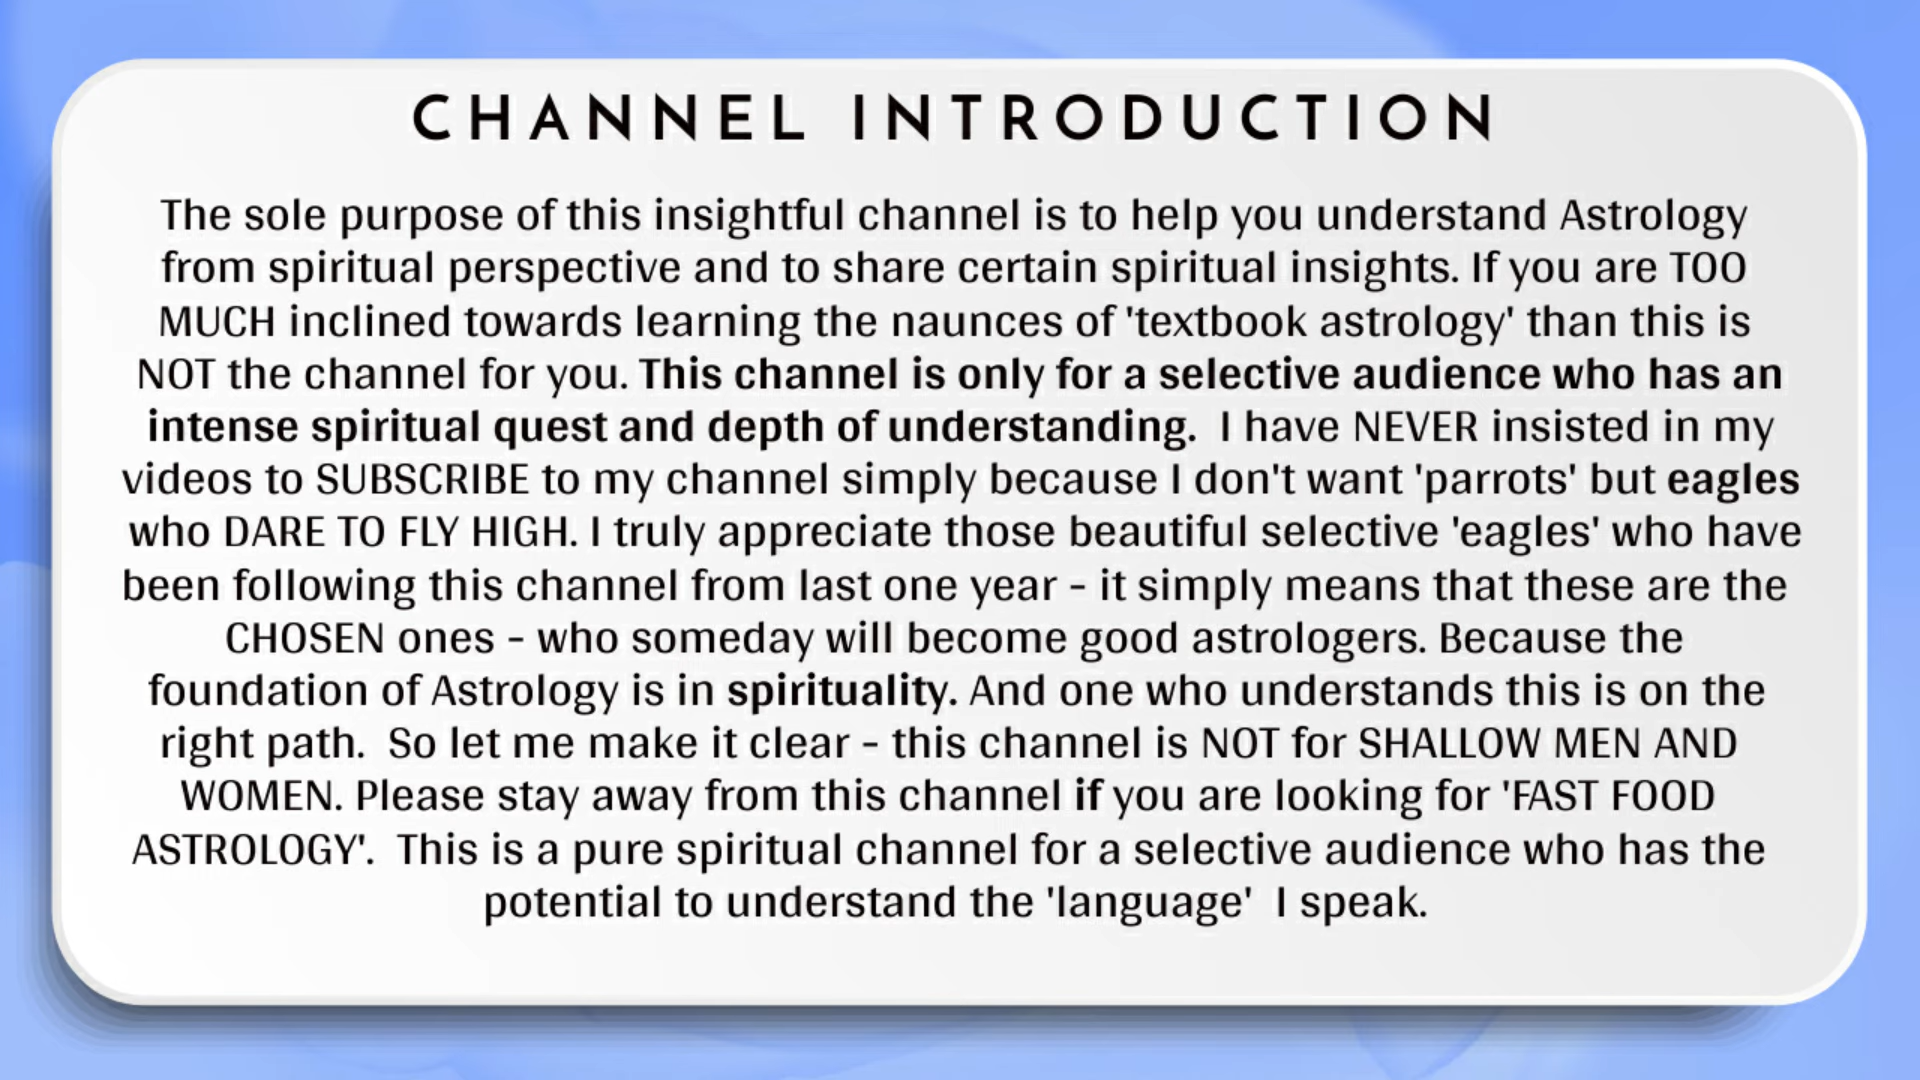 CHANNEL INTRODUCTION
The sole purpose of this insightful channel is to help you understand Astrology
from spiritual perspective and to share certain spiritual insights. If you are TOO
MUCH inclined towards learning the naunces of 'textbook astrology' than this is
NOT the channel for you. This channel is only for a selective audience who has an
intense spiritual quest and depth of understanding.  I have NEVER insisted in my
videos to SUBSCRIBE to my channel simply because I don't want 'parrots' but eagles
who DARE TO FLY HIGH. I truly appreciate those beautiful selective 'eagles' who have
been following this channel from last one year - it simply means that these are the
CHOSEN ones - who someday will become good astrologers. Because the
foundation of Astrology is in spirituality. And one who understands this is on the
right path.  So let me make it clear - this channel is NOT for SHALLOW MEN AND
WOMEN. Please stay away from this channel if you are looking for 'FAST FOOD
ASTROLOGY'.  This is a pure spiritual channel for a selective audience who has the
potential to understand the 'language'  I speak.